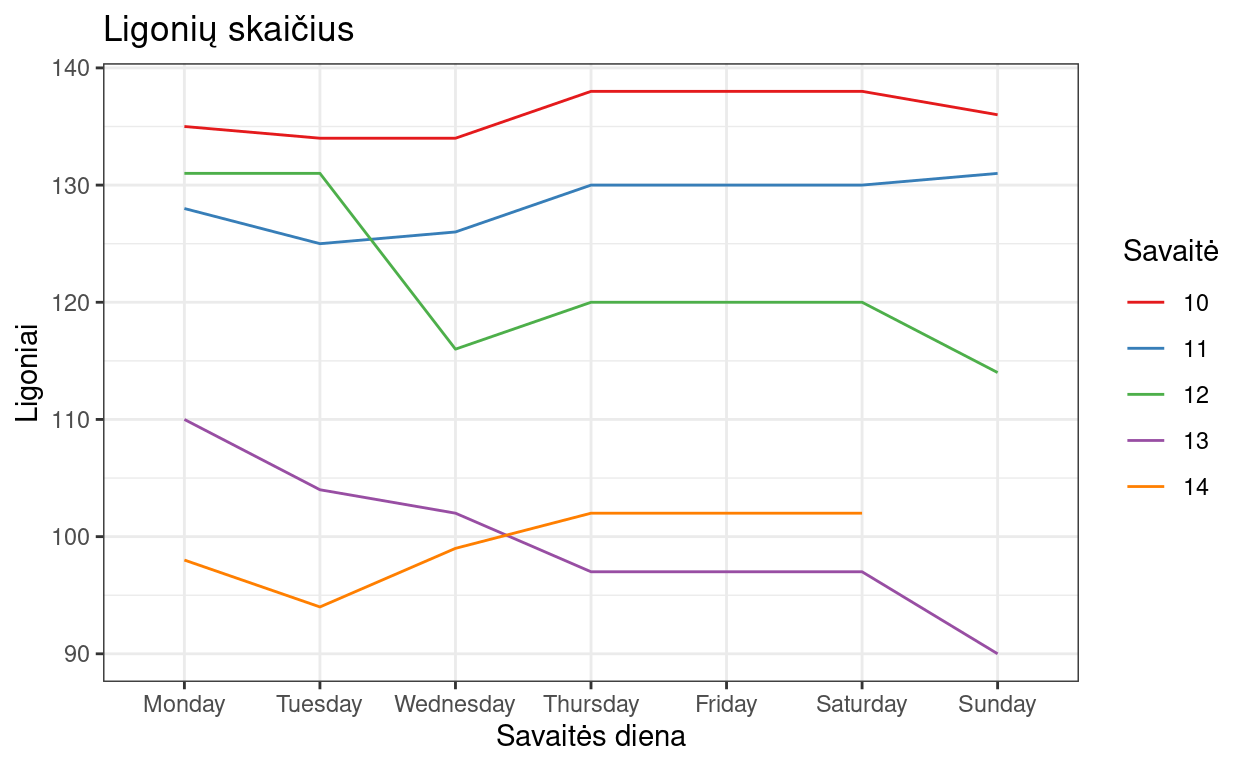 Ligonių skaičius
Ligoniai
140
130
120
110
100
90
Monday Tuesday Wednesday Thursday Friday Saturday Sunday
Savaitės diena
Savaitė
10
11
12
13
14